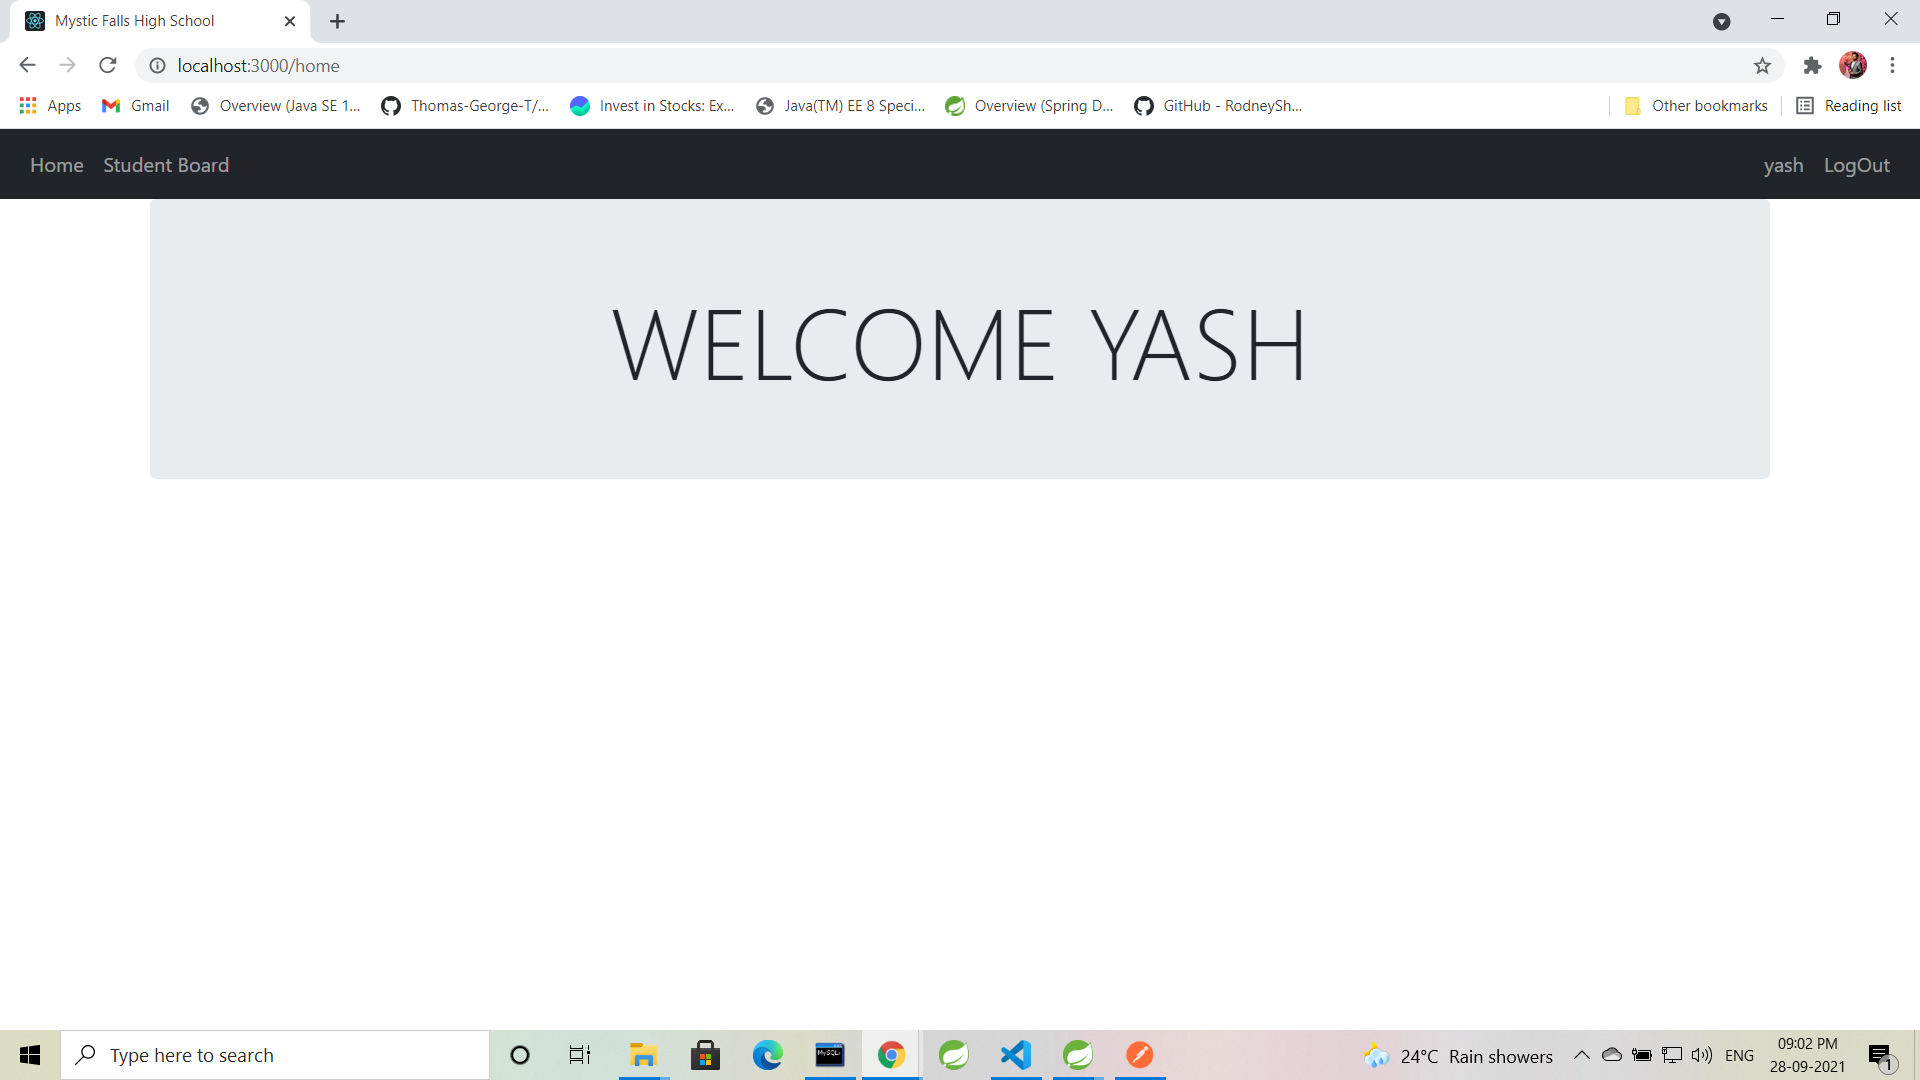 Mystic Falls High School
localhost:3000/home
Apps Gmail Overview (Java SE 1... Thomas-George-T/... Invest in Stocks: Ex... Java(TM) EE 8 Speci... Overview (Spring D... GitHub - RodneySh... Other bookmarks Reading list
Home Student Board yash LogOut
WELCOME YASH
Type here to search
MySQL
24°C Rain showers
ENG
09:02 PM
28-09-2021
1